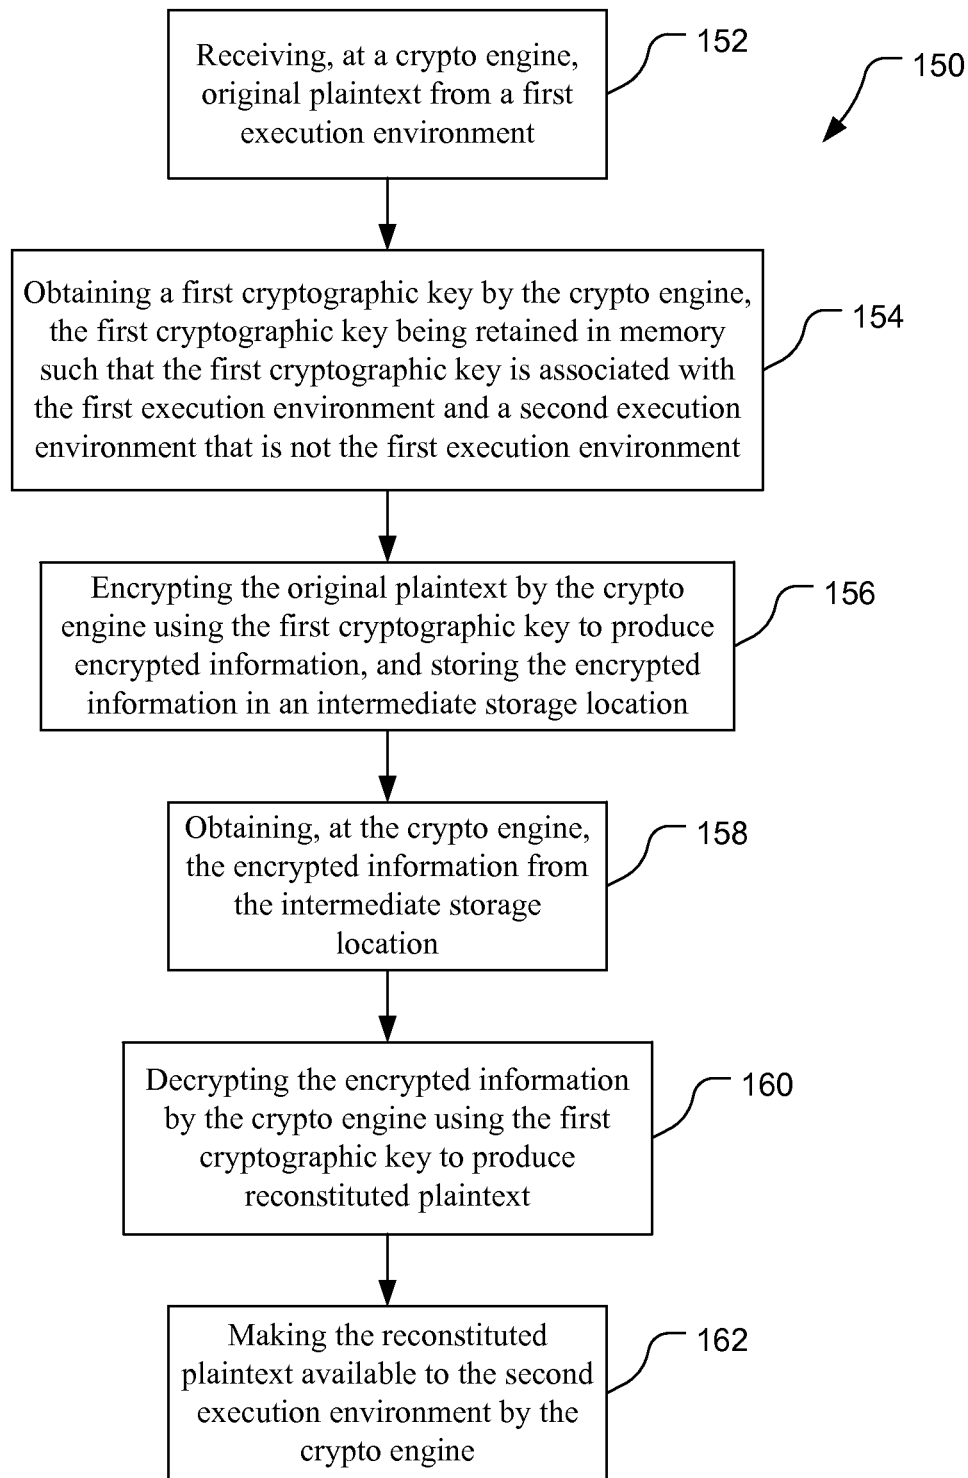 Receiving, at a crypto engine,
original plaintext from a first
execution environment
152
150
Obtaining a first cryptographic key by the crypto engine,
the first cryptographic key being retained in memory
such that the first cryptographic key is associated with
the first execution environment and a second execution
environment that is not the first execution environment
154
Encrypting the original plaintext by the crypto
engine using the first cryptographic key to produce
encrypted information, and storing the encrypted
information in an intermediate storage location
156
Obtaining, at the crypto engine,
the encrypted information from
the intermediate storage
location
158
Decrypting the encrypted information
by the crypto engine using the first
cryptographic key to produce
reconstituted plaintext
160
Making the reconstituted
plaintext available to the second
execution environment by the
crypto engine
162